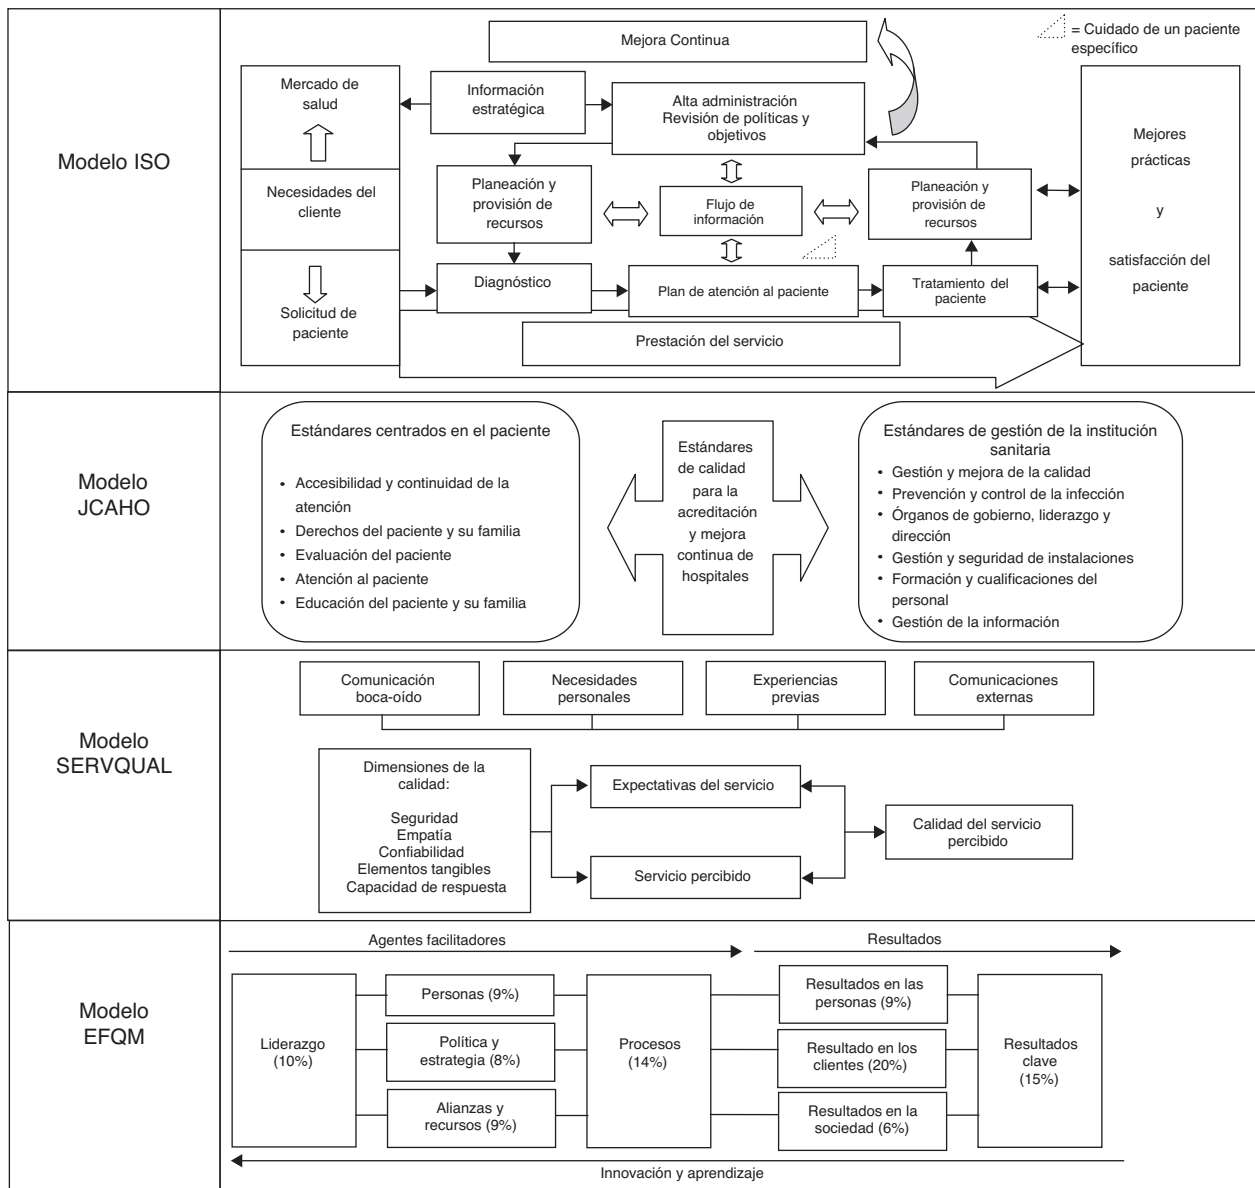 Modelo ISO
Mejora Continua
= Cuidado de un paciente
específico
Mercado de
salud
Información
estratégica
Alta administración
Revisión de políticas y
objetivos
Necesidades del
cliente
Planeación y
provisión de
recursos
Flujo de
información
Planeación y
provisión de
recursos
Mejores
prácticas
y
satisfacción del
paciente
Solicitud de
paciente
Diagnóstico
Plan de atención al paciente
Tratamiento del
paciente
Prestación del servicio
Modelo
JCAHO
Estándares centrados en el paciente
• Accesibilidad y continuidad de la
atención
• Derechos del paciente y su familia
• Evaluación del paciente
• Atención al paciente
• Educación del paciente y su familia
Estándares
de calidad
para la
acreditación
y mejora
continua de
hospitales
Estándares de gestión de la institución
sanitaria
• Gestión y mejora de la calidad
• Prevención y control de la infección
• Órganos de gobierno, liderazgo y
dirección
• Gestión y seguridad de instalaciones
• Formación y cualificaciones del
personal
• Gestión de la información
Modelo
SERVQUAL
Comunicación
boca-oído
Necesidades
personales
Experiencias
previas
Comunicaciones
externas
Dimensiones de la
calidad:
Seguridad
Empatía
Confiabilidad
Elementos tangibles
Capacidad de respuesta
Expectativas del servicio
Servicio percibido
Calidad del servicio
percibido
Modelo
EFQM
Agentes facilitadores
Resultados
Liderazgo
(10%)
Personas (9%)
Política y
estrategia (8%)
Alianzas y
recursos (9%)
Procesos
(14%)
Resultados en las
personas (9%)
Resultado en los
clientes (20%)
Resultados en la
sociedad (6%)
Resultados
clave
(15%)
Innovación y aprendizaje